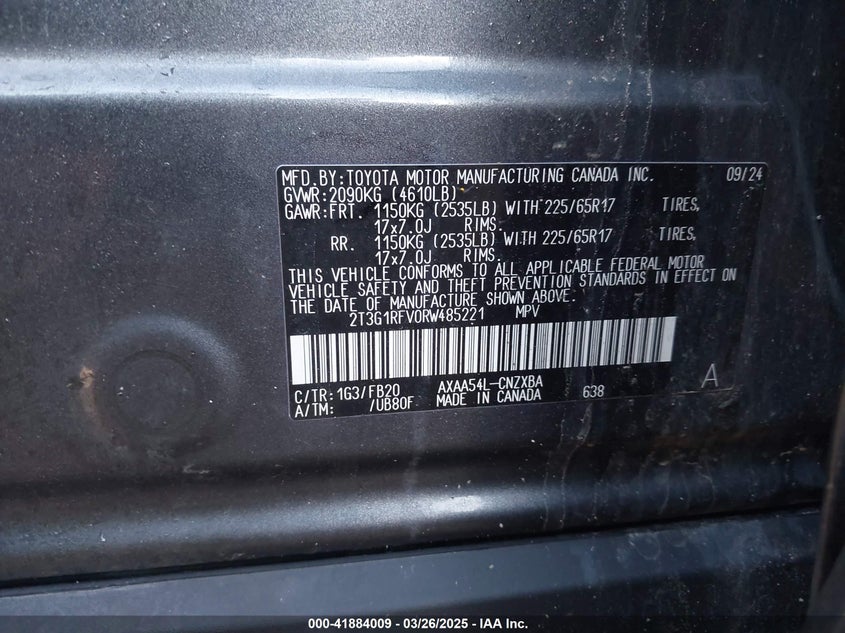 MFD.BY:TOYOTA MOTOR MANUFACTURING CANADA INC. 09/24
GVWR:2090KG (4610LB)
GAWR:FRT. 1150KG (2535LB) WITH 225/65R17 TIRES,
17x7.0J RIMS.
RR. 1150KG (2535LB) WITH 225/65R17 TIRES,
17x7.0J RIMS.
THIS VEHICLE CONFORMS TO ALL APPLICABLE FEDERAL MOTOR
VEHICLE SAFETY AND THEFT PREVENTION STANDARDS IN EFFECT ON
THE DATE OF MANUFACTURE SHOWN ABOVE.
2T3G1RFV0RW485221 MPV
C/TR: 1G3/FB20 AXAA54L-CNZXBA A
A/TM: /UB80F MADE IN CANADA 638
000-41884009 - 03/26/2025 - IAA Inc.